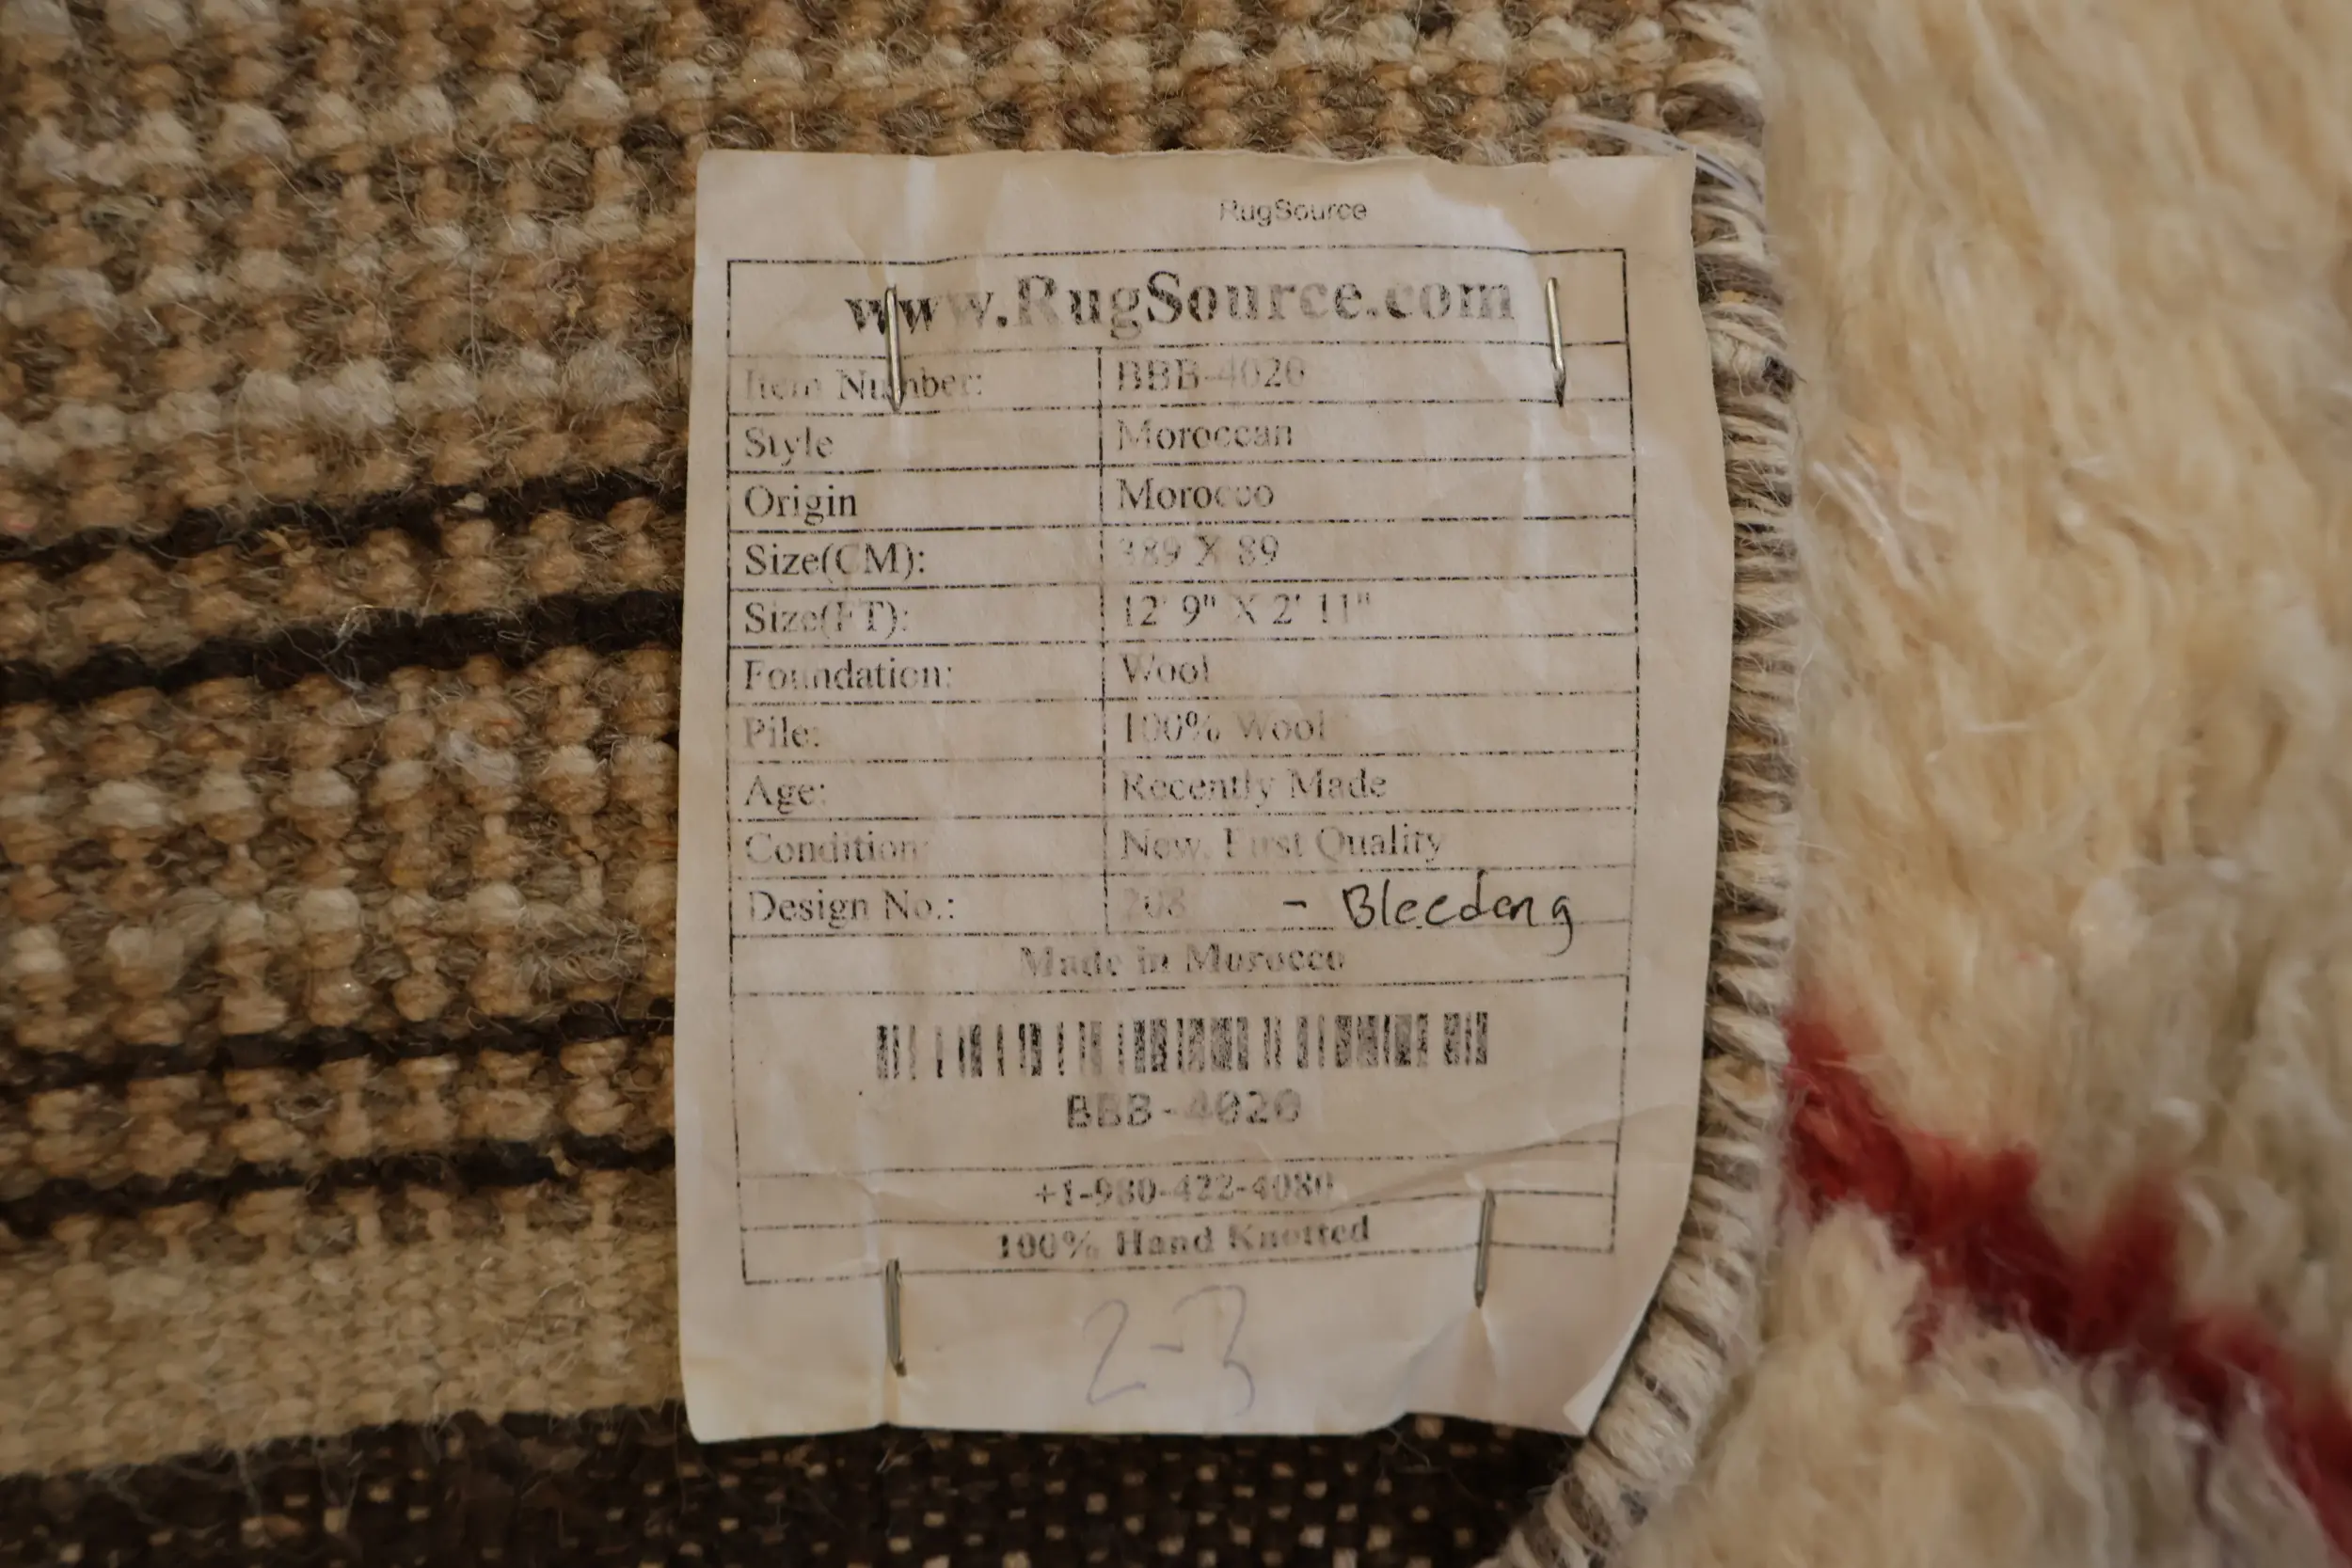 RugSource
www.RugSource.com
Item Number: BBB-4020
Style Moroccan
Origin Morocco
Size(CM): 389 X 89
Size(FT): 12' 9" X 2' 11"
Foundation: Wool
Pile: 100% Wool
Age: Recently Made
Condition: New, First Quality
Design No.: 208 - Bleedeng
Made in Morocco
BBB-4020
+1-980-422-4080
100% Hand Knotted
2-3